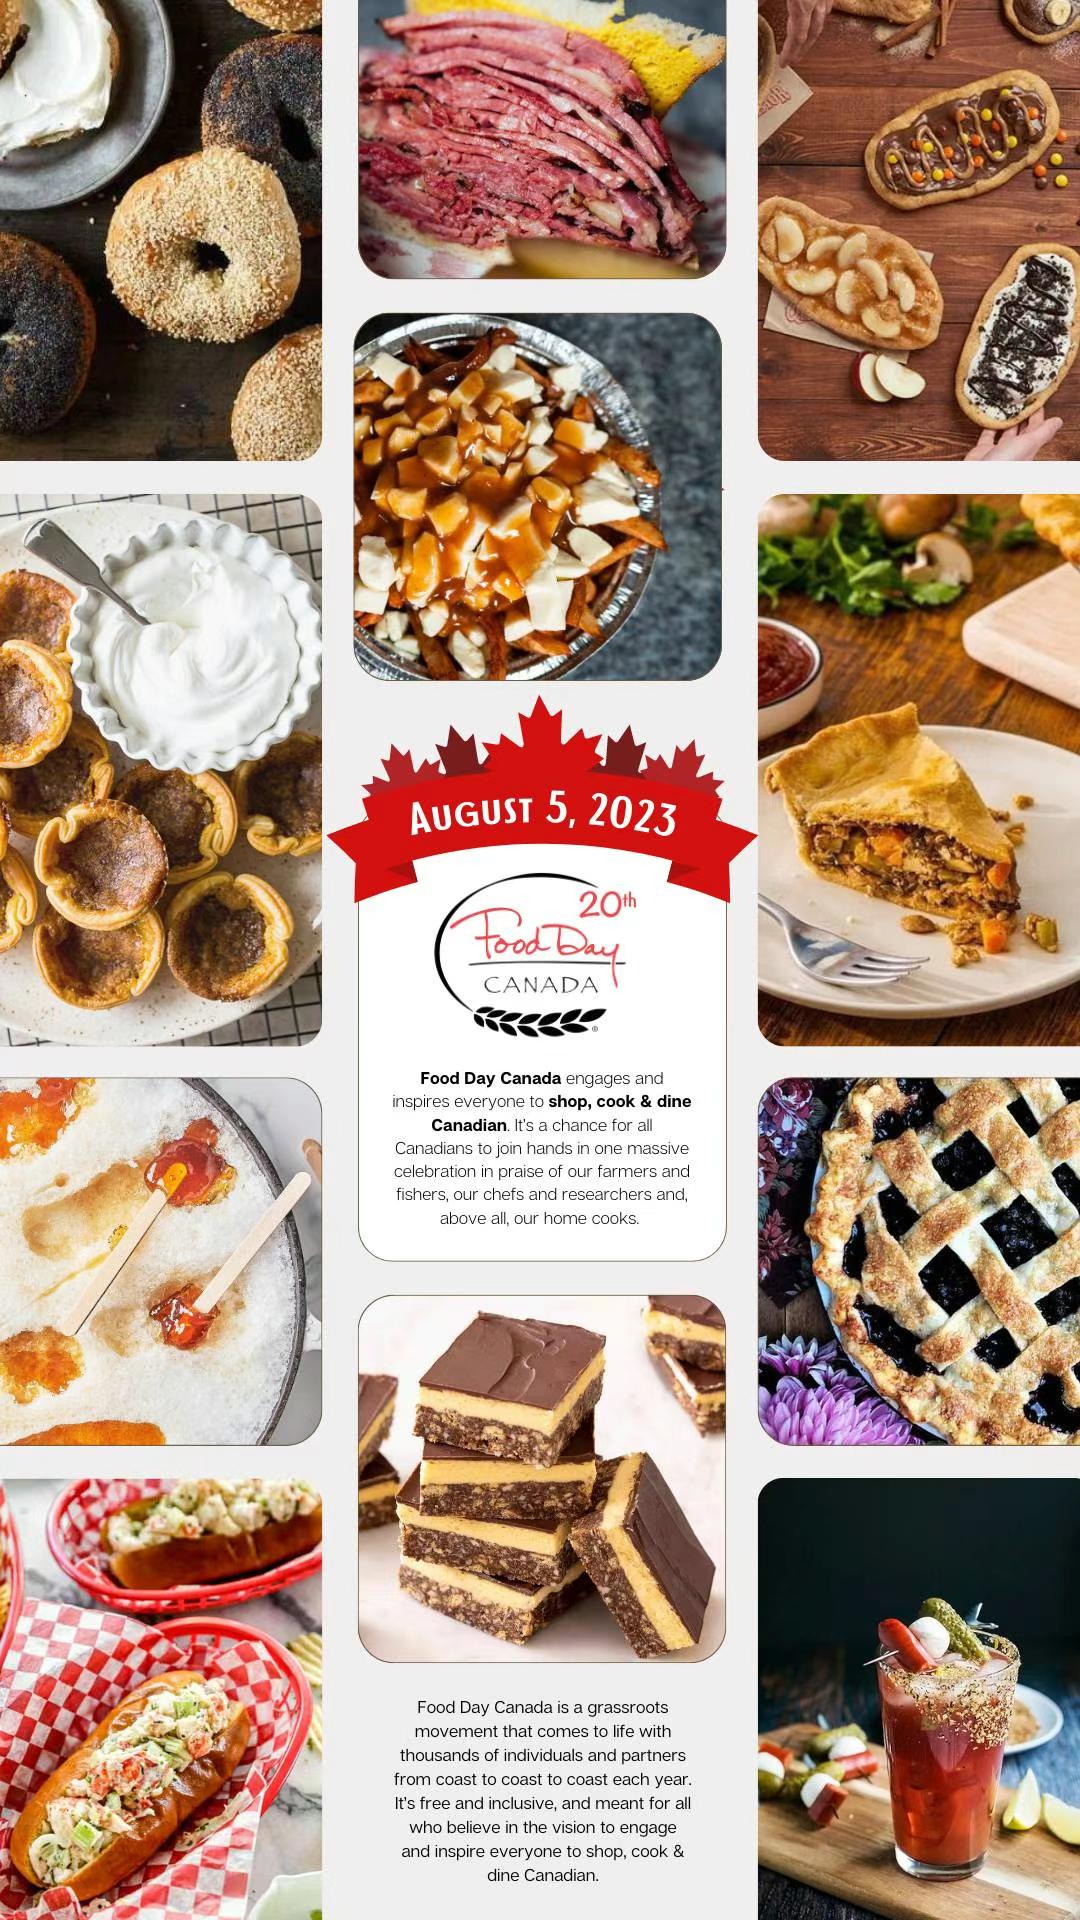 August 5, 2023
20th
Food Day
CANADA
®
Food Day Canada engages and
inspires everyone to shop, cook & dine
Canadian. It's a chance for all
Canadians to join hands in one massive
celebration in praise of our farmers and
fishers, our chefs and researchers and,
above all, our home cooks.
Food Day Canada is a grassroots
movement that comes to life with
thousands of individuals and partners
from coast to coast to coast each year.
It's free and inclusive, and meant for all
who believe in the vision to engage
and inspire everyone to shop, cook &
dine Canadian.